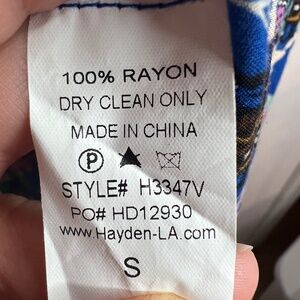 100% RAYON
DRY CLEAN ONLY
MADE IN CHINA
P
STYLE# H3347V
PO# HD12930
www.Hayden-LA.com
S